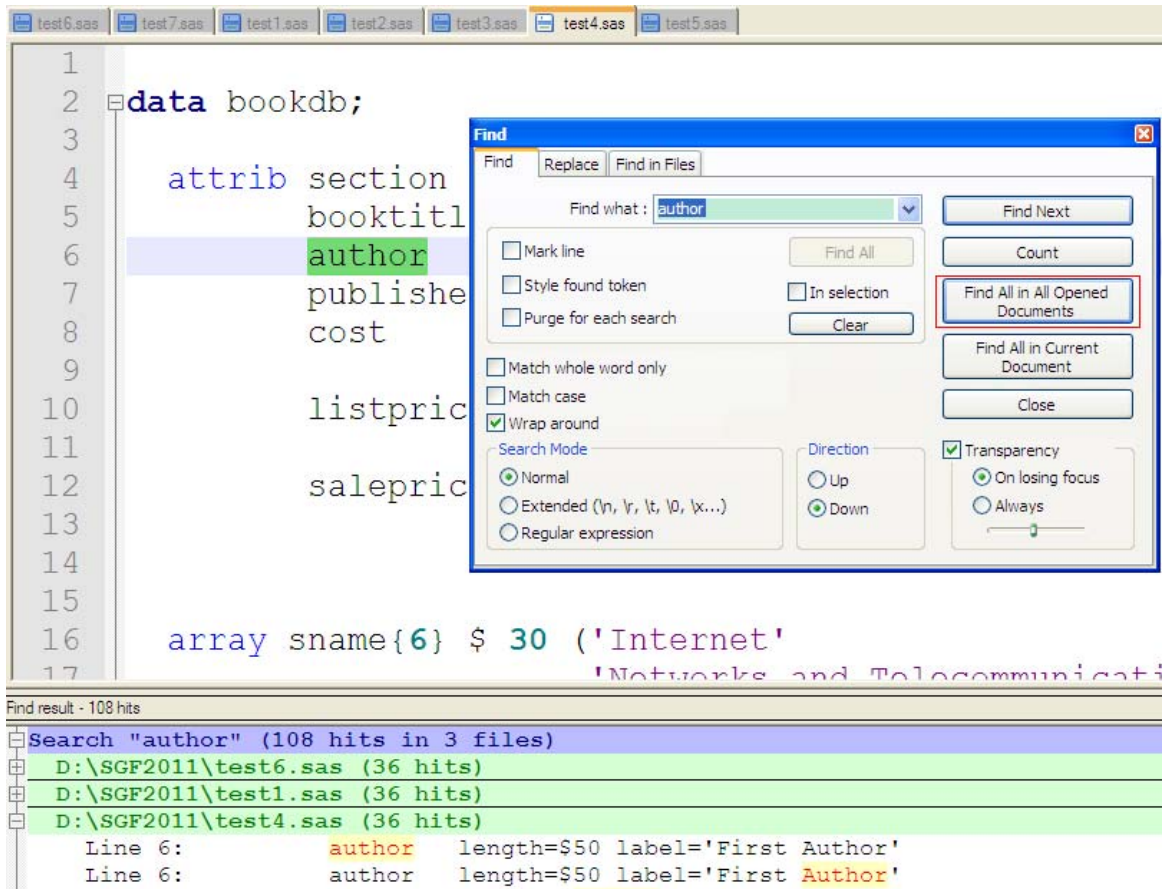 test6.sas test7.sas test1.sas test2.sas test3.sas test4.sas test5.sas
1
2 data bookdb;
3
4 attrib section
5 booktitl
6 author
7 publishe
8 cost
9
10 listpric
11
12 salepric
13
14
15
16 array sname{6} $ 30 ('Internet'
17 'Networks and Telecommunicati
Find
Find Replace Find in Files
Find what : author
Find Next
Mark line
Find All
Count
Style found token
In selection
Find All in All Opened
Documents
Purge for each search
Clear
Find All in Current
Document
Match whole word only
Match case
Close
Wrap around
Search Mode
Direction
Transparency
Normal
Up
On losing focus
Extended (\n, \r, \t, \0, \x...)
Down
Always
Regular expression
Find result - 108 hits
Search "author" (108 hits in 3 files)
D:\SGF2011\test6.sas (36 hits)
D:\SGF2011\test1.sas (36 hits)
D:\SGF2011\test4.sas (36 hits)
Line 6: author length=$50 label='First Author'
Line 6: author length=$50 label='First Author'